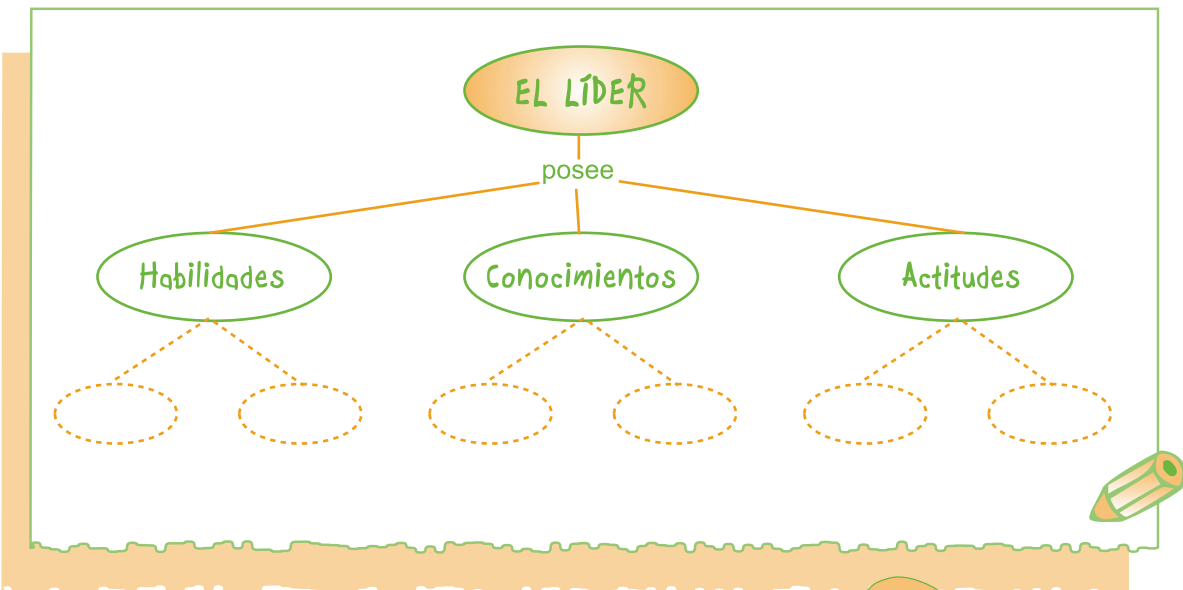 EL LÍDER
posee
Habilidades
Conocimientos
Actitudes